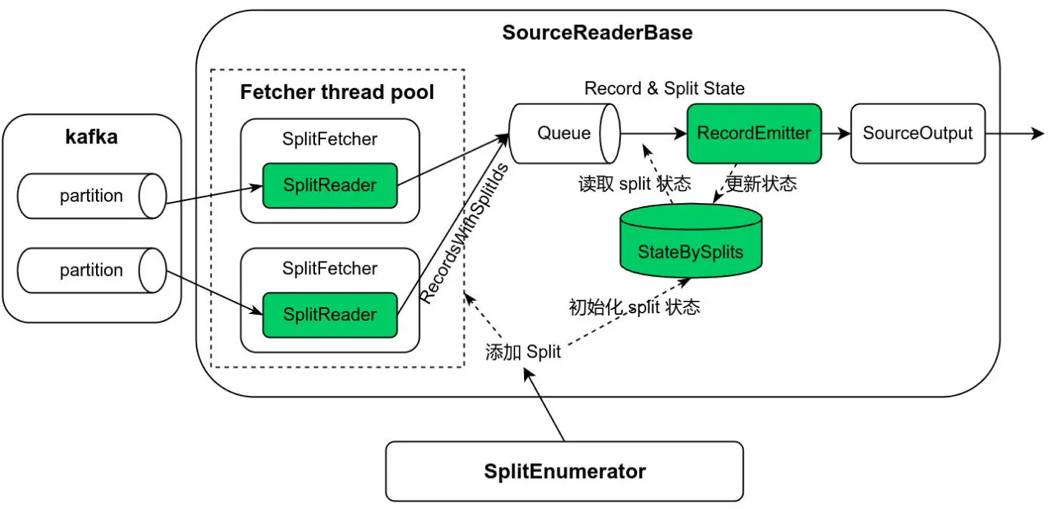 SourceReaderBase
Fetcher thread pool
Record & Split State
kafka
SplitFetcher
Queue
RecordEmitter
SourceOutput
partition
SplitReader
读取 split 状态
更新状态
RecordsWithSplitIds
StateBySplits
partition
SplitFetcher
SplitReader
初始化 split 状态
添加 Split
SplitEnumerator